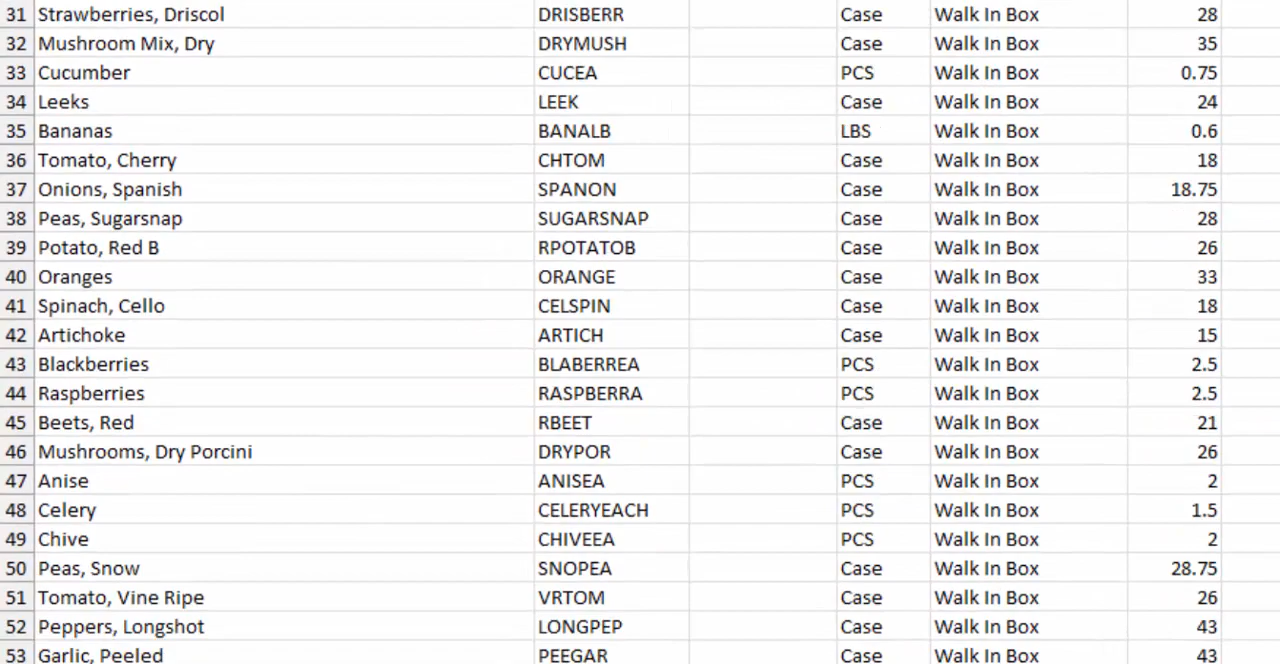 31 Strawberries, Driscol DRISBERR Case Walk In Box 28
32 Mushroom Mix, Dry DRYMUSH Case Walk In Box 35
33 Cucumber CUCEA PCS Walk In Box 0.75
34 Leeks LEEK Case Walk In Box 24
35 Bananas BANALB LBS Walk In Box 0.6
36 Tomato, Cherry CHTOM Case Walk In Box 18
37 Onions, Spanish SPANON Case Walk In Box 18.75
38 Peas, Sugarsnap SUGARSNAP Case Walk In Box 28
39 Potato, Red B RPOTATOB Case Walk In Box 26
40 Oranges ORANGE Case Walk In Box 33
41 Spinach, Cello CELSPIN Case Walk In Box 18
42 Artichoke ARTICH Case Walk In Box 15
43 Blackberries BLABERREA PCS Walk In Box 2.5
44 Raspberries RASPBERRA PCS Walk In Box 2.5
45 Beets, Red RBEET Case Walk In Box 21
46 Mushrooms, Dry Porcini DRYPOR Case Walk In Box 26
47 Anise ANISEA PCS Walk In Box 2
48 Celery CELERYEACH PCS Walk In Box 1.5
49 Chive CHIVEEA PCS Walk In Box 2
50 Peas, Snow SNOPEA Case Walk In Box 28.75
51 Tomato, Vine Ripe VRTOM Case Walk In Box 26
52 Peppers, Longshot LONGPEP Case Walk In Box 43
53 Garlic, Peeled PEEGAR Case Walk In Box 43